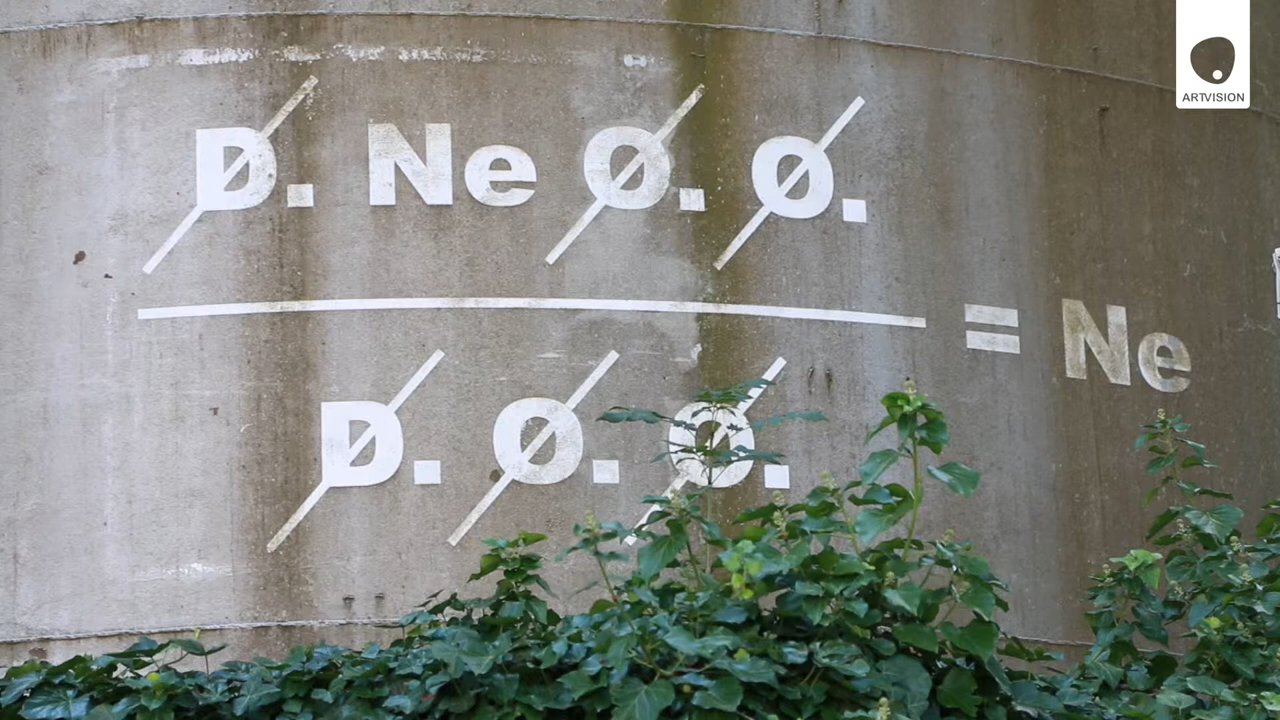 ARTVISION
D. Ne O. O.
= Ne
D. O. O.